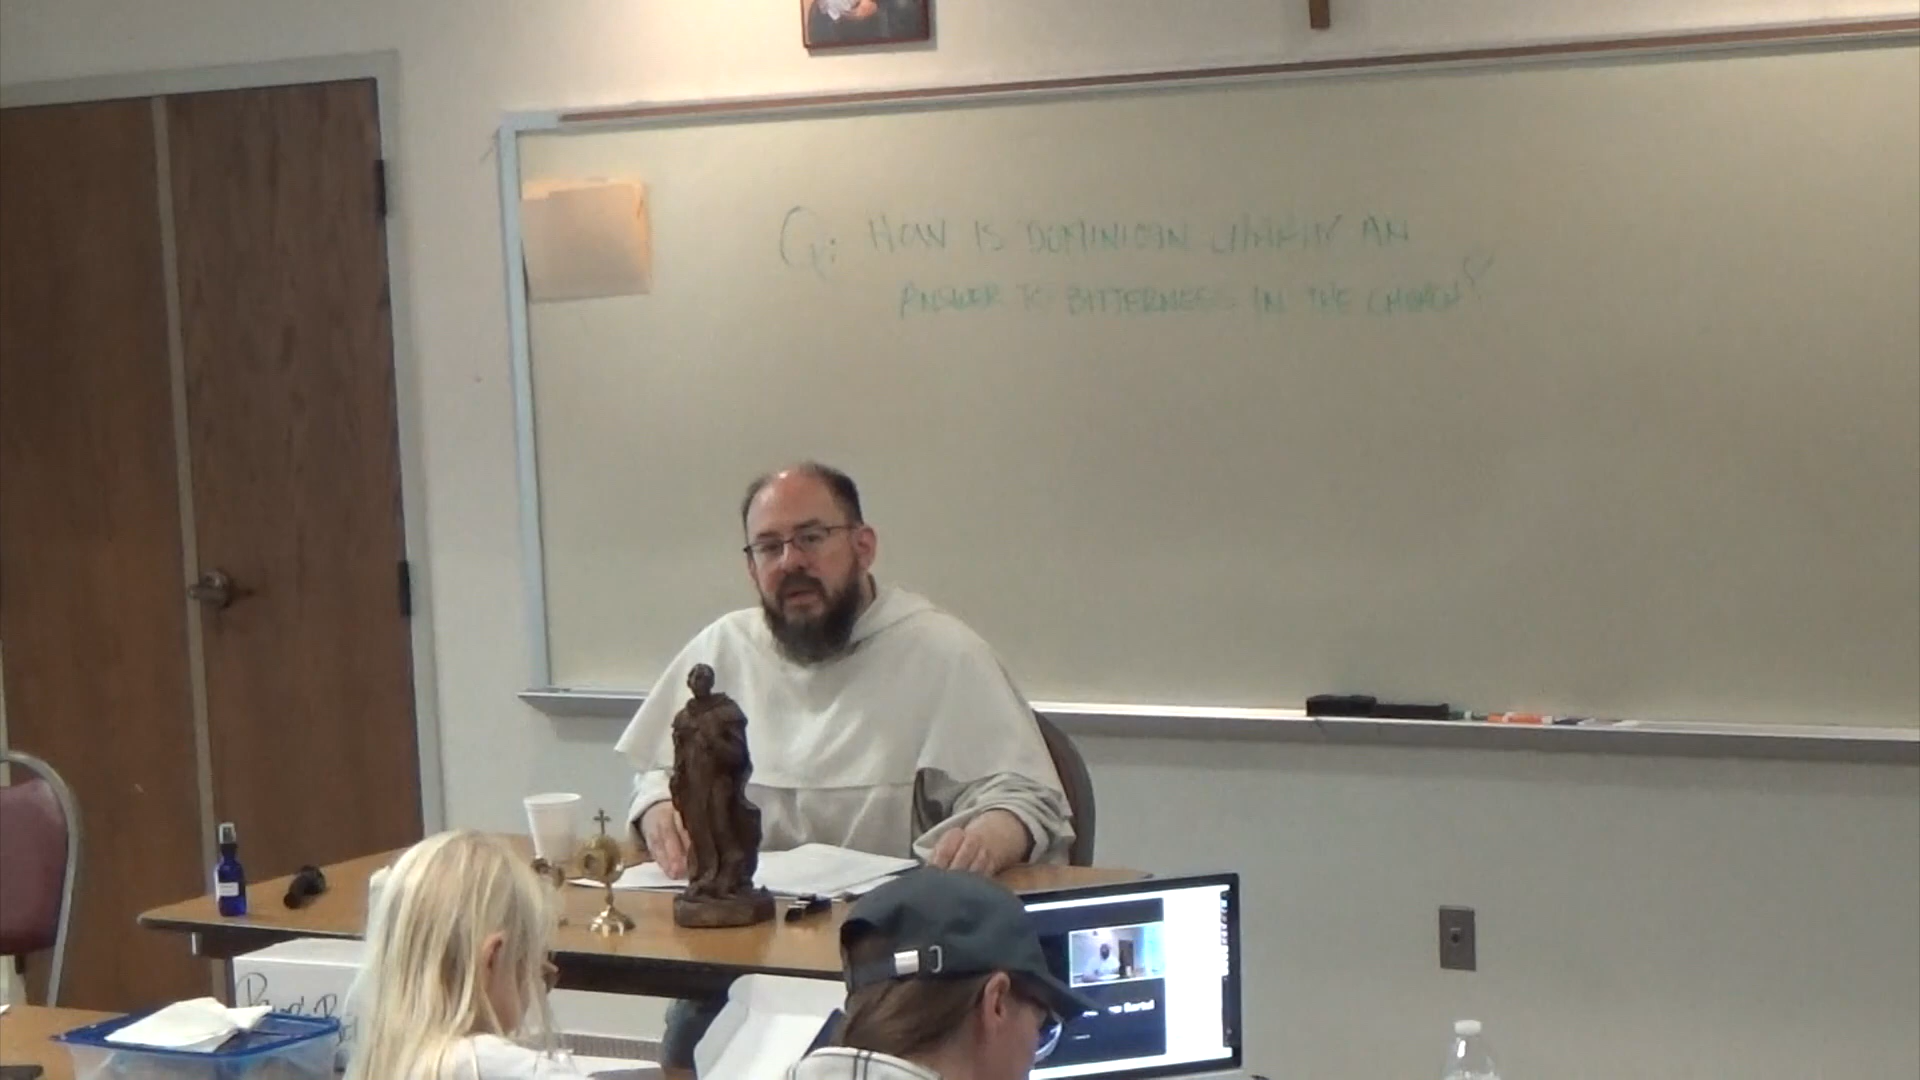 Q: HOW IS DOMINICAN CHARITY AN
ANSWER TO BITTERNESS IN THE CHURCH?